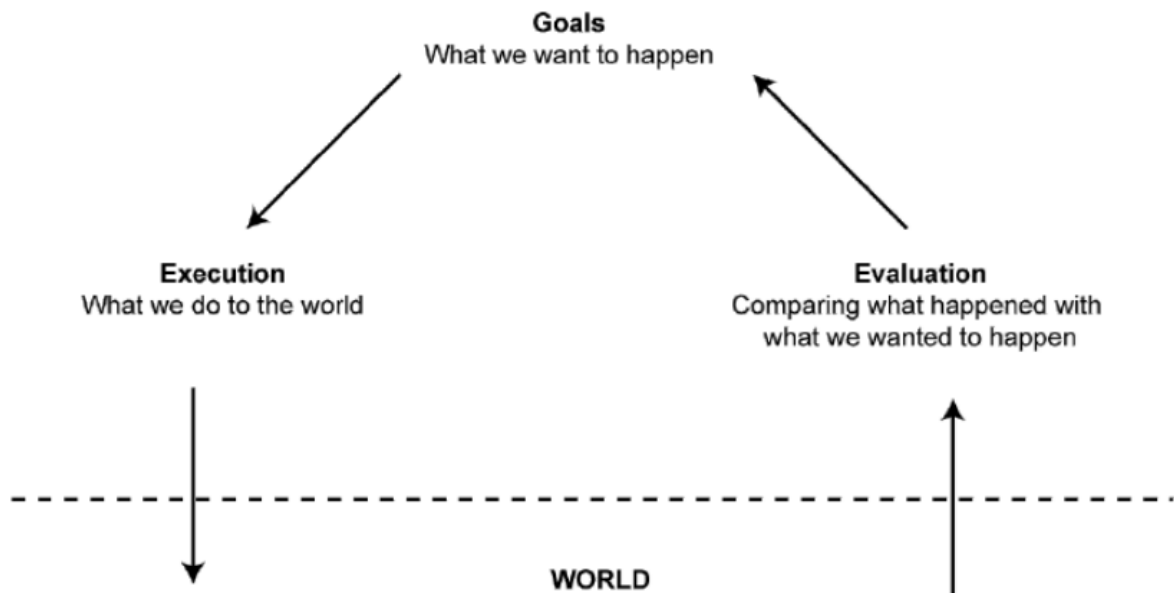 Goals
What we want to happen
Execution
What we do to the world
Evaluation
Comparing what happened with
what we wanted to happen
WORLD